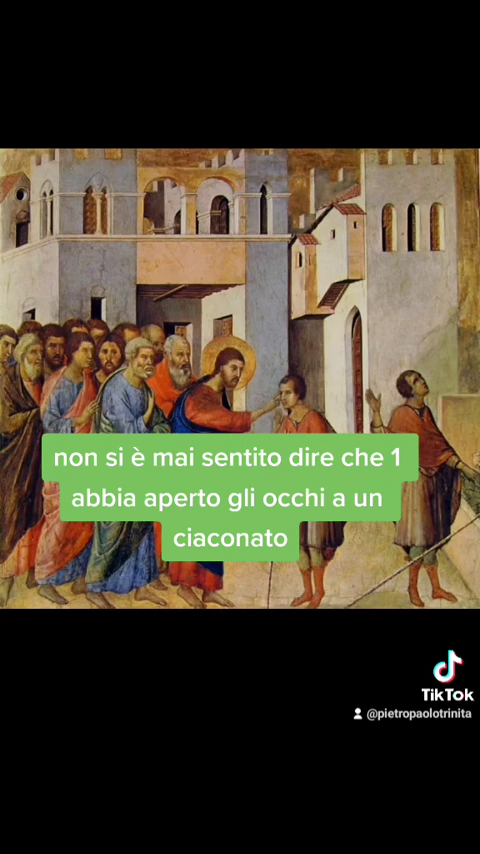 non si è mai sentito dire che 1
abbia aperto gli occhi a un
ciaconato
TikTok
@pietropaolotrinita